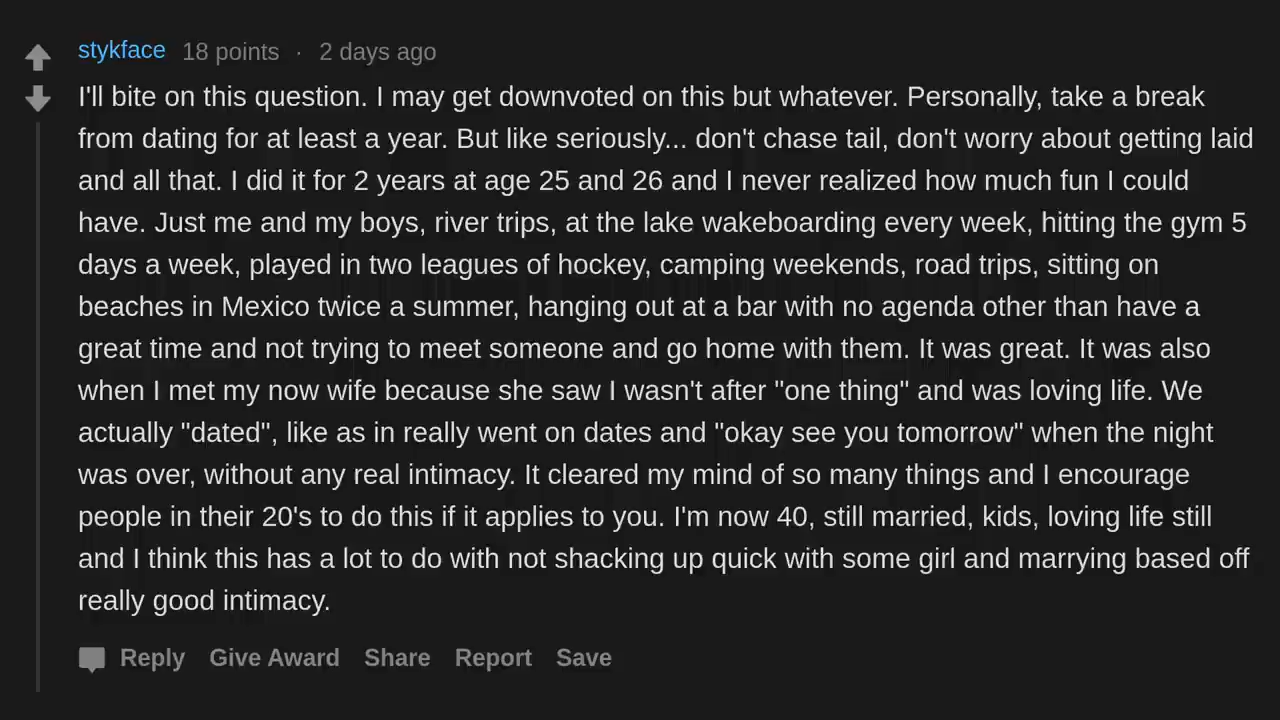 stykface 18 points · 2 days ago
I'll bite on this question. I may get downvoted on this but whatever. Personally, take a break
from dating for at least a year. But like seriously... don't chase tail, don't worry about getting laid
and all that. I did it for 2 years at age 25 and 26 and I never realized how much fun I could
have. Just me and my boys, river trips, at the lake wakeboarding every week, hitting the gym 5
days a week, played in two leagues of hockey, camping weekends, road trips, sitting on
beaches in Mexico twice a summer, hanging out at a bar with no agenda other than have a
great time and not trying to meet someone and go home with them. It was great. It was also
when I met my now wife because she saw I wasn't after "one thing" and was loving life. We
actually "dated", like as in really went on dates and "okay see you tomorrow" when the night
was over, without any real intimacy. It cleared my mind of so many things and I encourage
people in their 20's to do this if it applies to you. I'm now 40, still married, kids, loving life still
and I think this has a lot to do with not shacking up quick with some girl and marrying based off
really good intimacy.
Reply Give Award Share Report Save